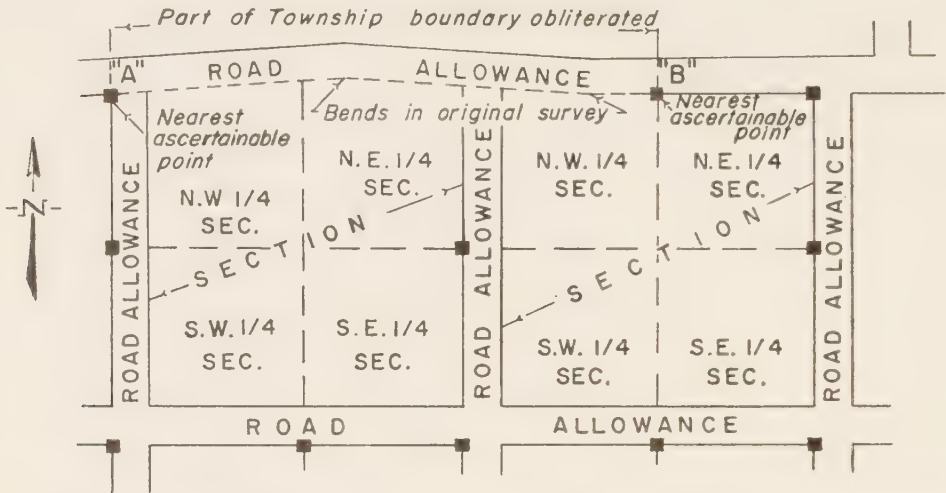 Part of Township boundary obliterated
"A"
ROAD ALLOWANCE
"B"
Nearest
ascertainable
point
Bends in original survey
Nearest
ascertainable
point
N
N.W 1/4
SEC.
N.E. 1/4
SEC.
N.W. 1/4
SEC.
N.E. 1/4
SEC.
ROAD ALLOWANCE
SECTION
ROAD ALLOWANCE
SECTION
ROAD ALLOWANCE
S.W. 1/4
SEC.
S.E. 1/4
SEC.
S.W. 1/4
SEC.
S.E. 1/4
SEC.
ROAD ALLOWANCE